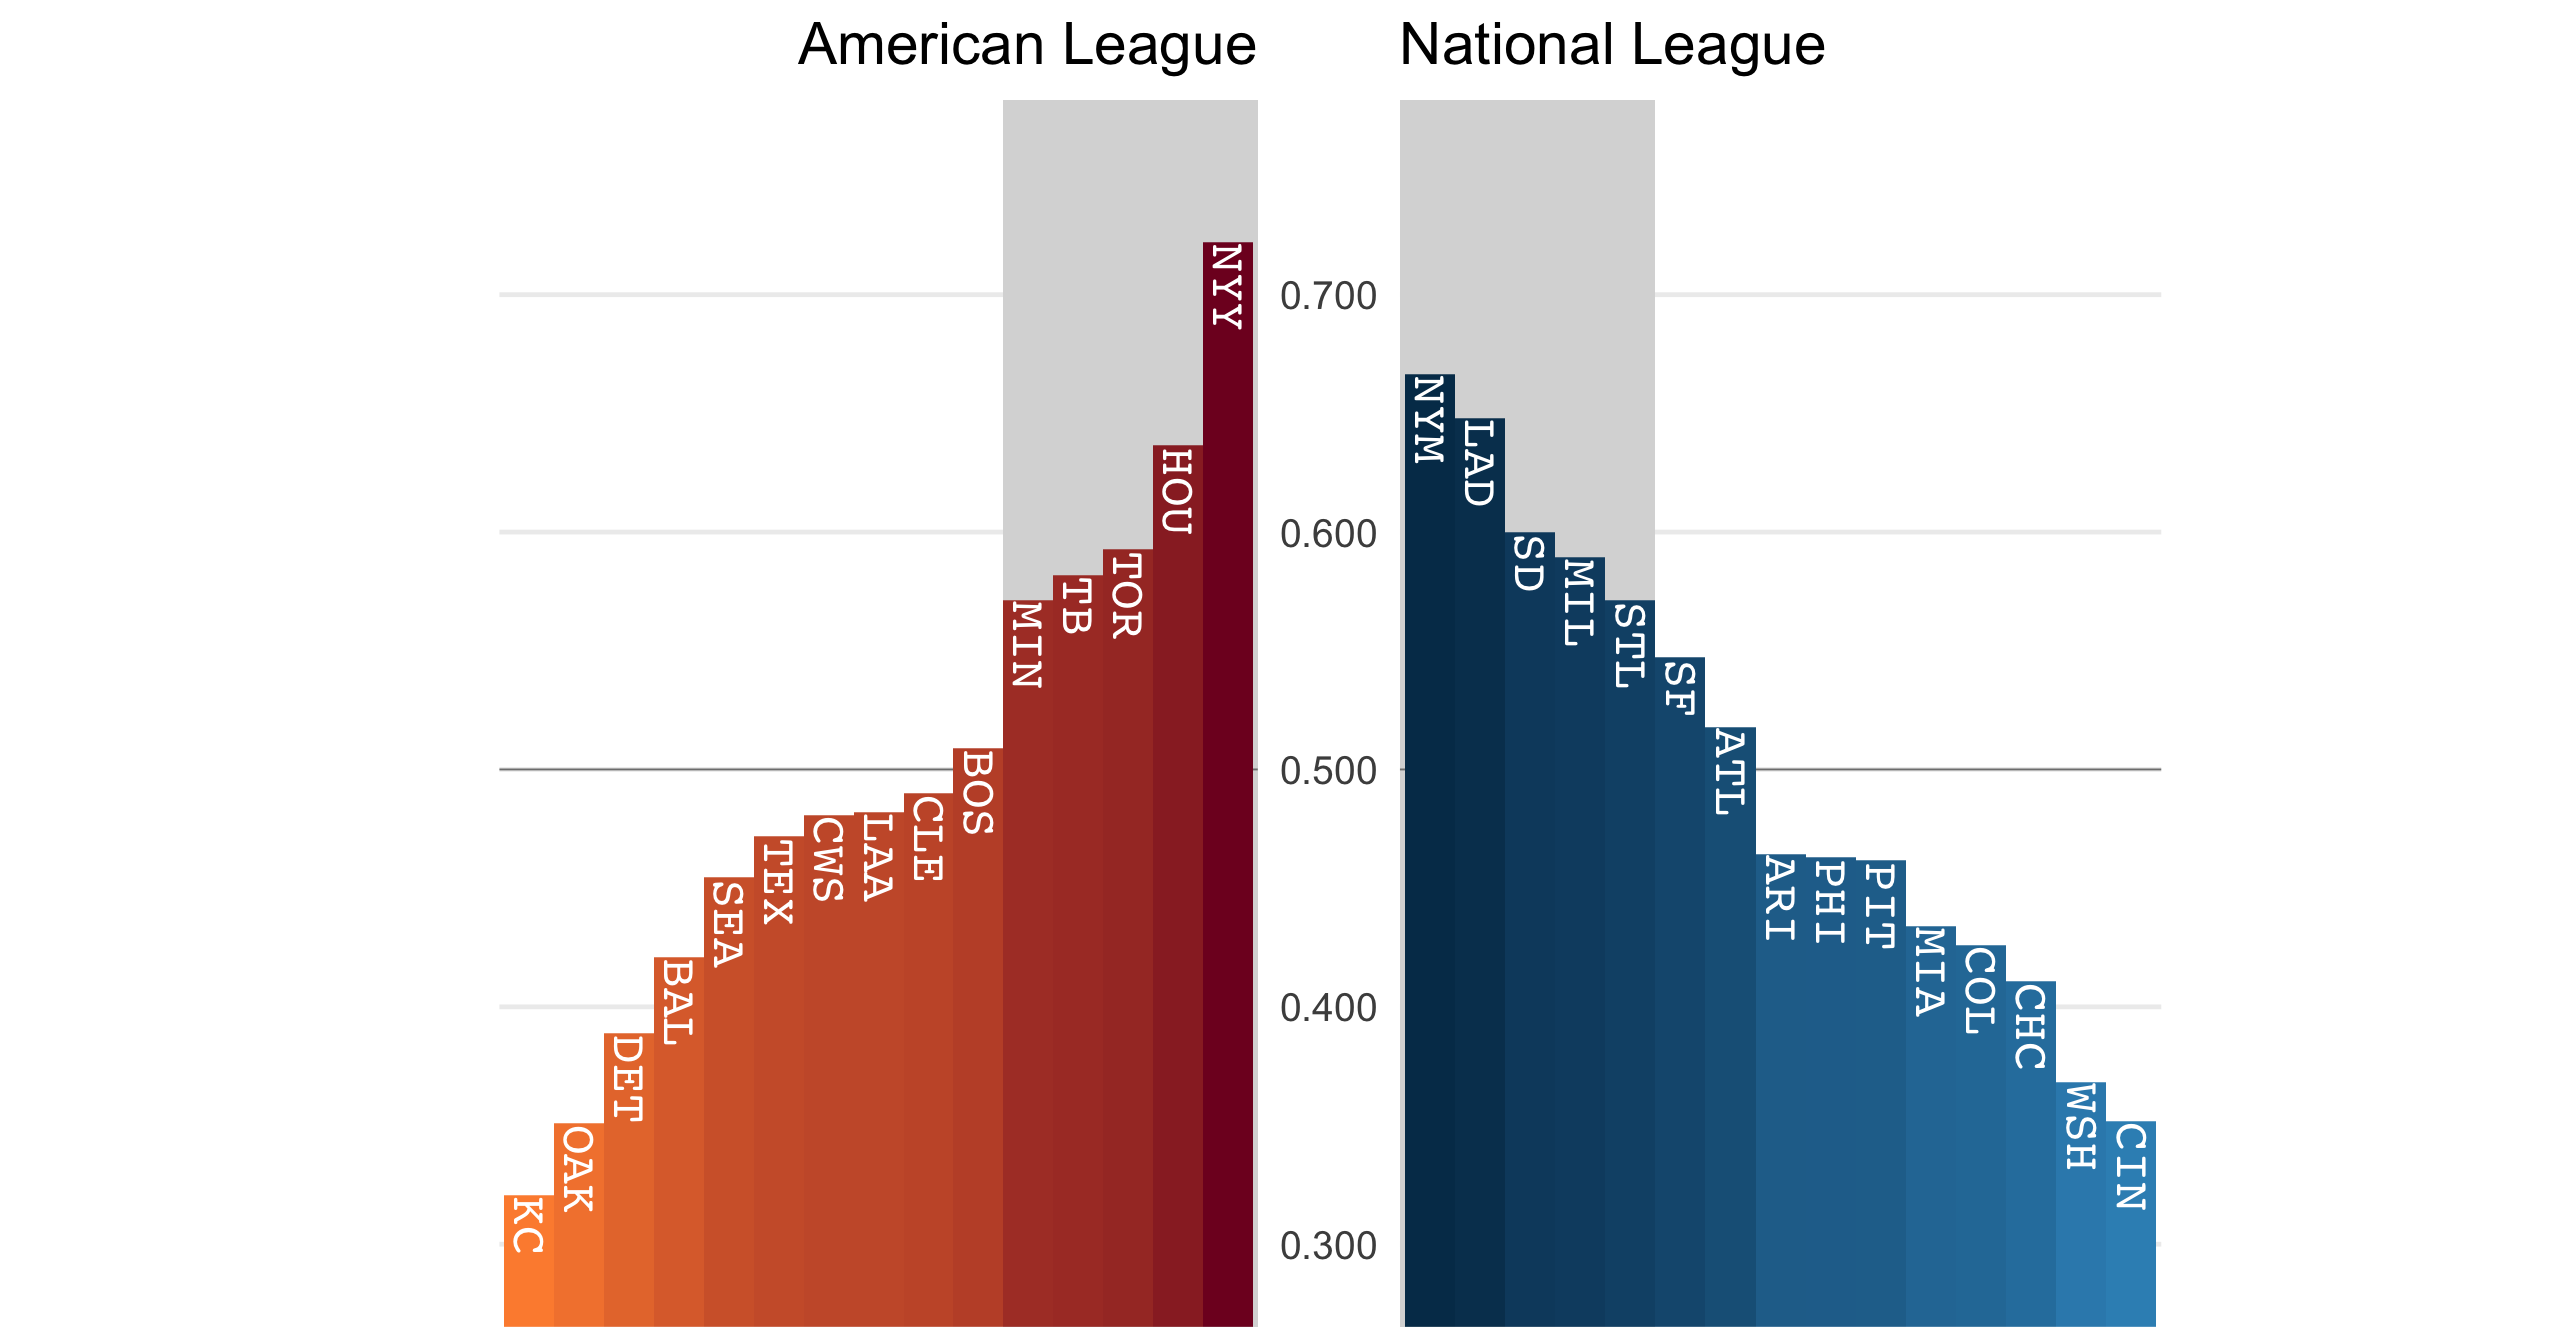 American League
National League
KC
OAK
DET
BAL
SEA
TEX
CWS
LAA
CLE
BOS
MIN
TB
TOR
HOU
NYY
0.700
0.600
0.500
0.400
0.300
NYM
LAD
SD
MIL
STL
SF
ATL
ARI
PHI
PIT
MIA
COL
CHC
WSH
CIN